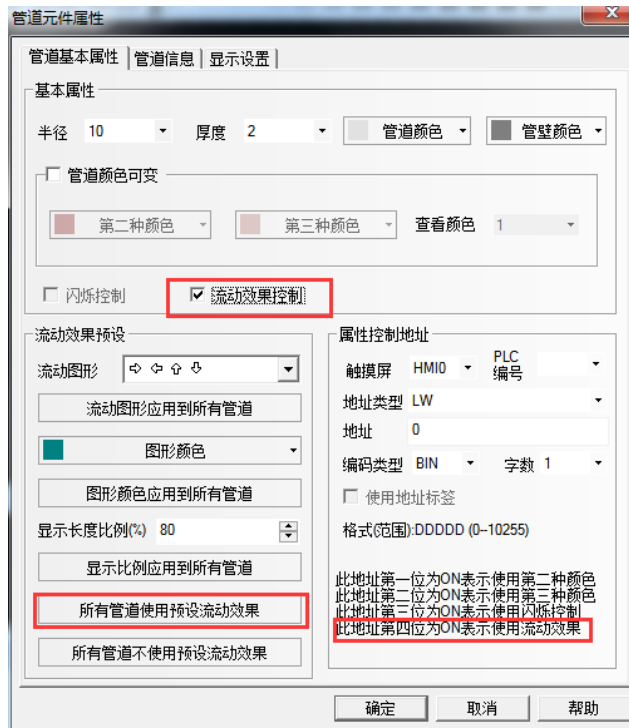 管道元件属性
管道基本属性 管道信息 显示设置
基本属性
半径 10 厚度 2 管道颜色 管壁颜色
管道颜色可变
第二种颜色 第三种颜色 查看颜色 1
闪烁控制 流动效果控制
流动效果预设
流动图形 ➩ ⇦ ⇧ ⇩
流动图形应用到所有管道
图形颜色
图形颜色应用到所有管道
显示长度比例(%) 80
显示比例应用到所有管道
所有管道使用预设流动效果
所有管道不使用预设流动效果
属性控制地址
触摸屏 HMI0 PLC编号
地址类型 LW
地址 0
编码类型 BIN 字数 1
使用地址标签
格式(范围):DDDDD (0--10255)
此地址第一位为ON表示使用第二种颜色
此地址第二位为ON表示使用第三种颜色
此地址第三位为ON表示使用闪烁控制
此地址第四位为ON表示使用流动效果
确定 取消 帮助